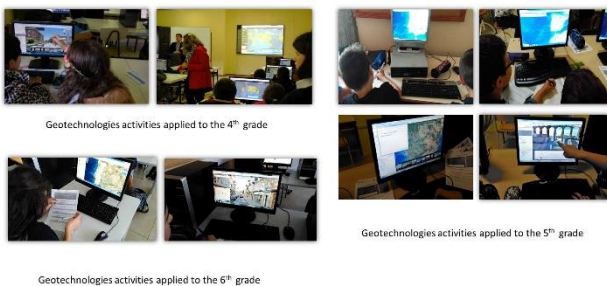 Geotechnologies activities applied to the 4th grade
Geotechnologies activities applied to the 5th grade
Geotechnologies activities applied to the 6th grade